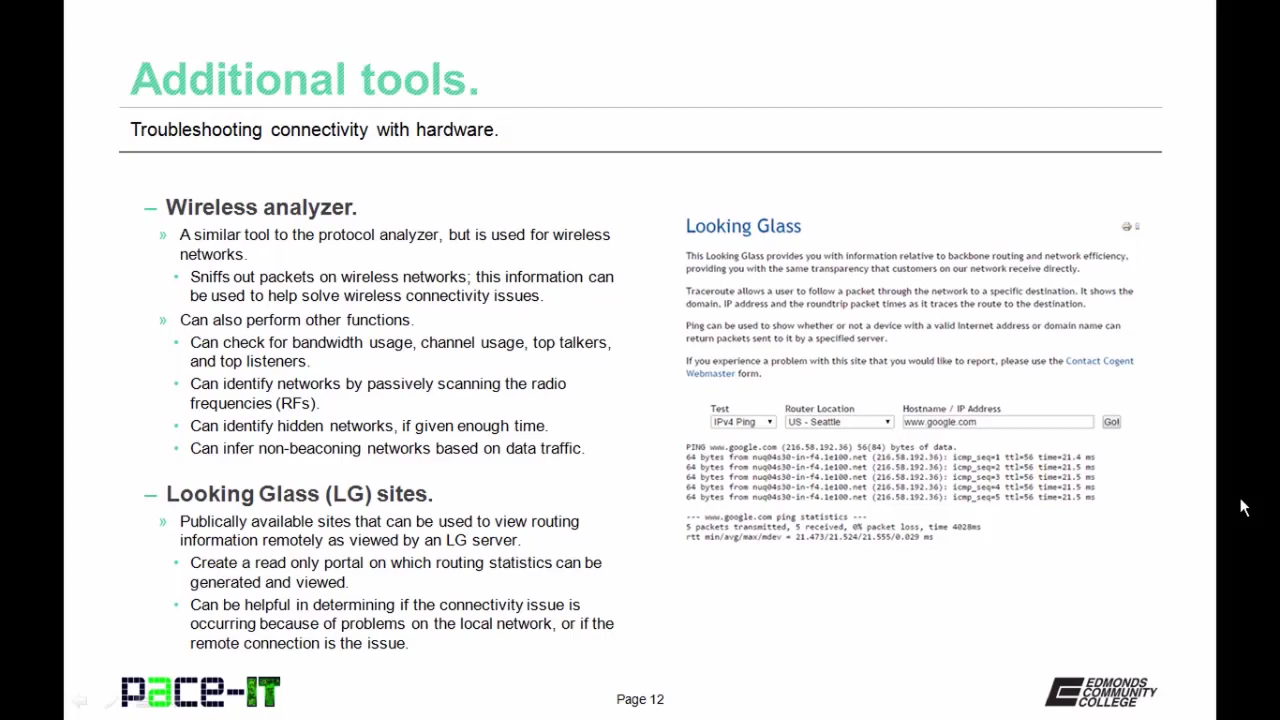 Additional tools.
Troubleshooting connectivity with hardware.
– Wireless analyzer.
» A similar tool to the protocol analyzer, but is used for wireless
networks.
• Sniffs out packets on wireless networks; this information can
be used to help solve wireless connectivity issues.
» Can also perform other functions.
• Can check for bandwidth usage, channel usage, top talkers,
and top listeners.
• Can identify networks by passively scanning the radio
frequencies (RFs).
• Can identify hidden networks, if given enough time.
• Can infer non-beaconing networks based on data traffic.
– Looking Glass (LG) sites.
» Publically available sites that can be used to view routing
information remotely as viewed by an LG server.
• Create a read only portal on which routing statistics can be
generated and viewed.
• Can be helpful in determining if the connectivity issue is
occurring because of problems on the local network, or if the
remote connection is the issue.
Looking Glass
This Looking Glass provides you with information relative to backbone routing and network efficiency,
providing you with the same transparency that customers on our network receive directly.
Traceroute allows a user to follow a packet through the network to a specific destination. It shows the
domain, IP address and the roundtrip packet times as it traces the route to the destination.
Ping can be used to show whether or not a device with a valid Internet address or domain name can
return packets sent to it by a specified server.
If you experience a problem with this site that you would like to report, please use the Contact Cogent
Webmaster form.
Test Router Location Hostname / IP Address
IPv4 Ping US - Seattle www.google.com Go!
PING www.google.com (216.58.192.36) 56(84) bytes of data.
64 bytes from nuq04s30-in-f4.1e100.net (216.58.192.36): icmp_seq=1 ttl=56 time=21.4 ms
64 bytes from nuq04s30-in-f4.1e100.net (216.58.192.36): icmp_seq=2 ttl=56 time=21.5 ms
64 bytes from nuq04s30-in-f4.1e100.net (216.58.192.36): icmp_seq=3 ttl=56 time=21.5 ms
64 bytes from nuq04s30-in-f4.1e100.net (216.58.192.36): icmp_seq=4 ttl=56 time=21.5 ms
64 bytes from nuq04s30-in-f4.1e100.net (216.58.192.36): icmp_seq=5 ttl=56 time=21.5 ms
--- www.google.com ping statistics ---
5 packets transmitted, 5 received, 0% packet loss, time 4028ms
rtt min/avg/max/mdev = 21.473/21.524/21.555/0.029 ms
pace-IT
Page 12
EDMONDS
COMMUNITY
COLLEGE